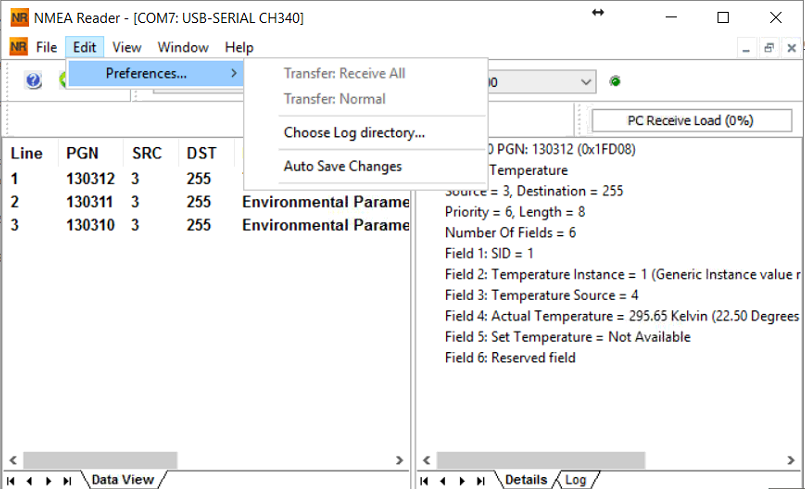 NR NMEA Reader - [COM7: USB-SERIAL CH340]
NR File Edit View Window Help
Preferences...
Transfer: Receive All
Transfer: Normal
Choose Log directory...
Auto Save Changes
PC Receive Load (0%)
Line PGN SRC DST
1 130312 3 255
2 130311 3 255 Environmental Parame
3 130310 3 255 Environmental Parame
0 PGN: 130312 (0x1FD08)
Temperature
Source = 3, Destination = 255
Priority = 6, Length = 8
Number Of Fields = 6
Field 1: SID = 1
Field 2: Temperature Instance = 1 (Generic Instance value r
Field 3: Temperature Source = 4
Field 4: Actual Temperature = 295.65 Kelvin (22.50 Degrees
Field 5: Set Temperature = Not Available
Field 6: Reserved field
Data View
Details Log